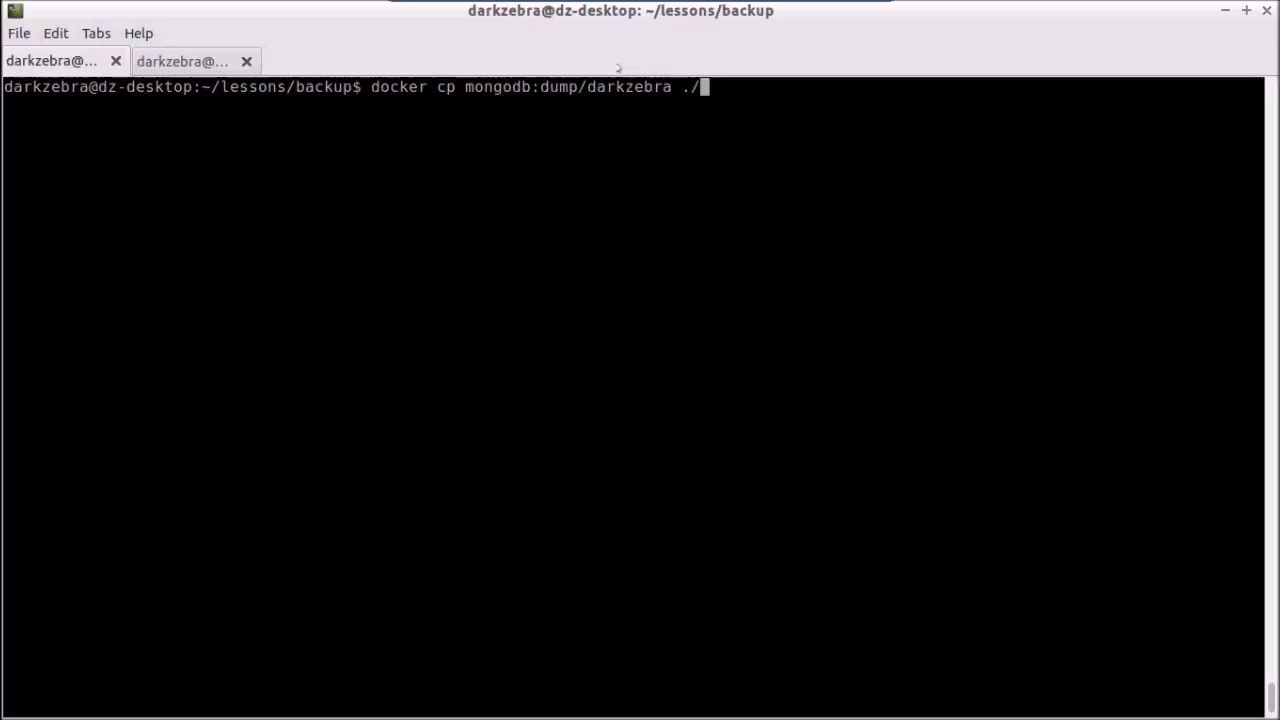 darkzebra@dz-desktop: ~/lessons/backup
File Edit Tabs Help
darkzebra@... darkzebra@...
darkzebra@dz-desktop:~/lessons/backup$ docker cp mongodb:dump/darkzebra ./